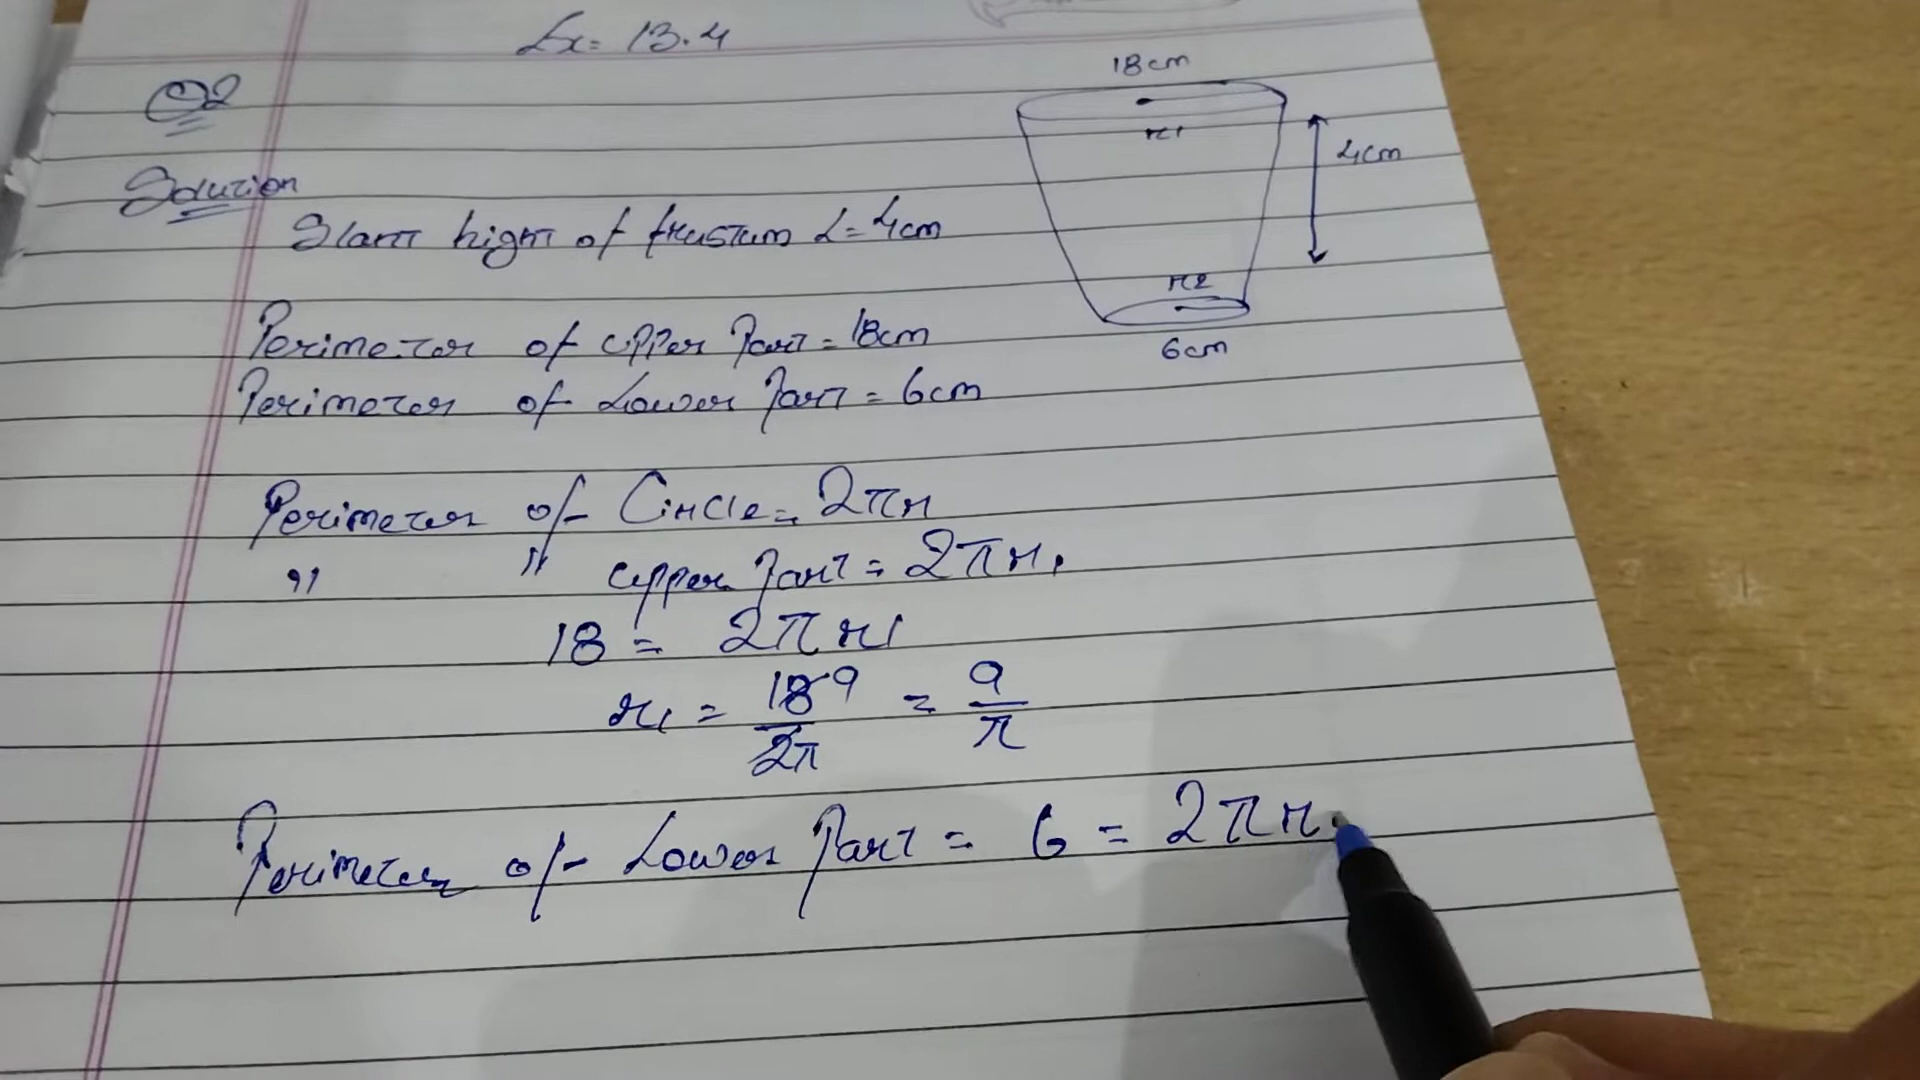 Ex= 13.4
Q2
18cm
r1
4cm
Solution
Slant hight of frustum L= 4cm
r2
6cm
Perimeter of upper Part = 18cm
Perimeter of Lower Part = 6cm
Perimeter of Circle = 2πr
" " upper Part = 2πr1
18 = 2πr1
r1 = 18 9 / 2π = 9/π
Perimeter of Lower Part = 6 = 2πr